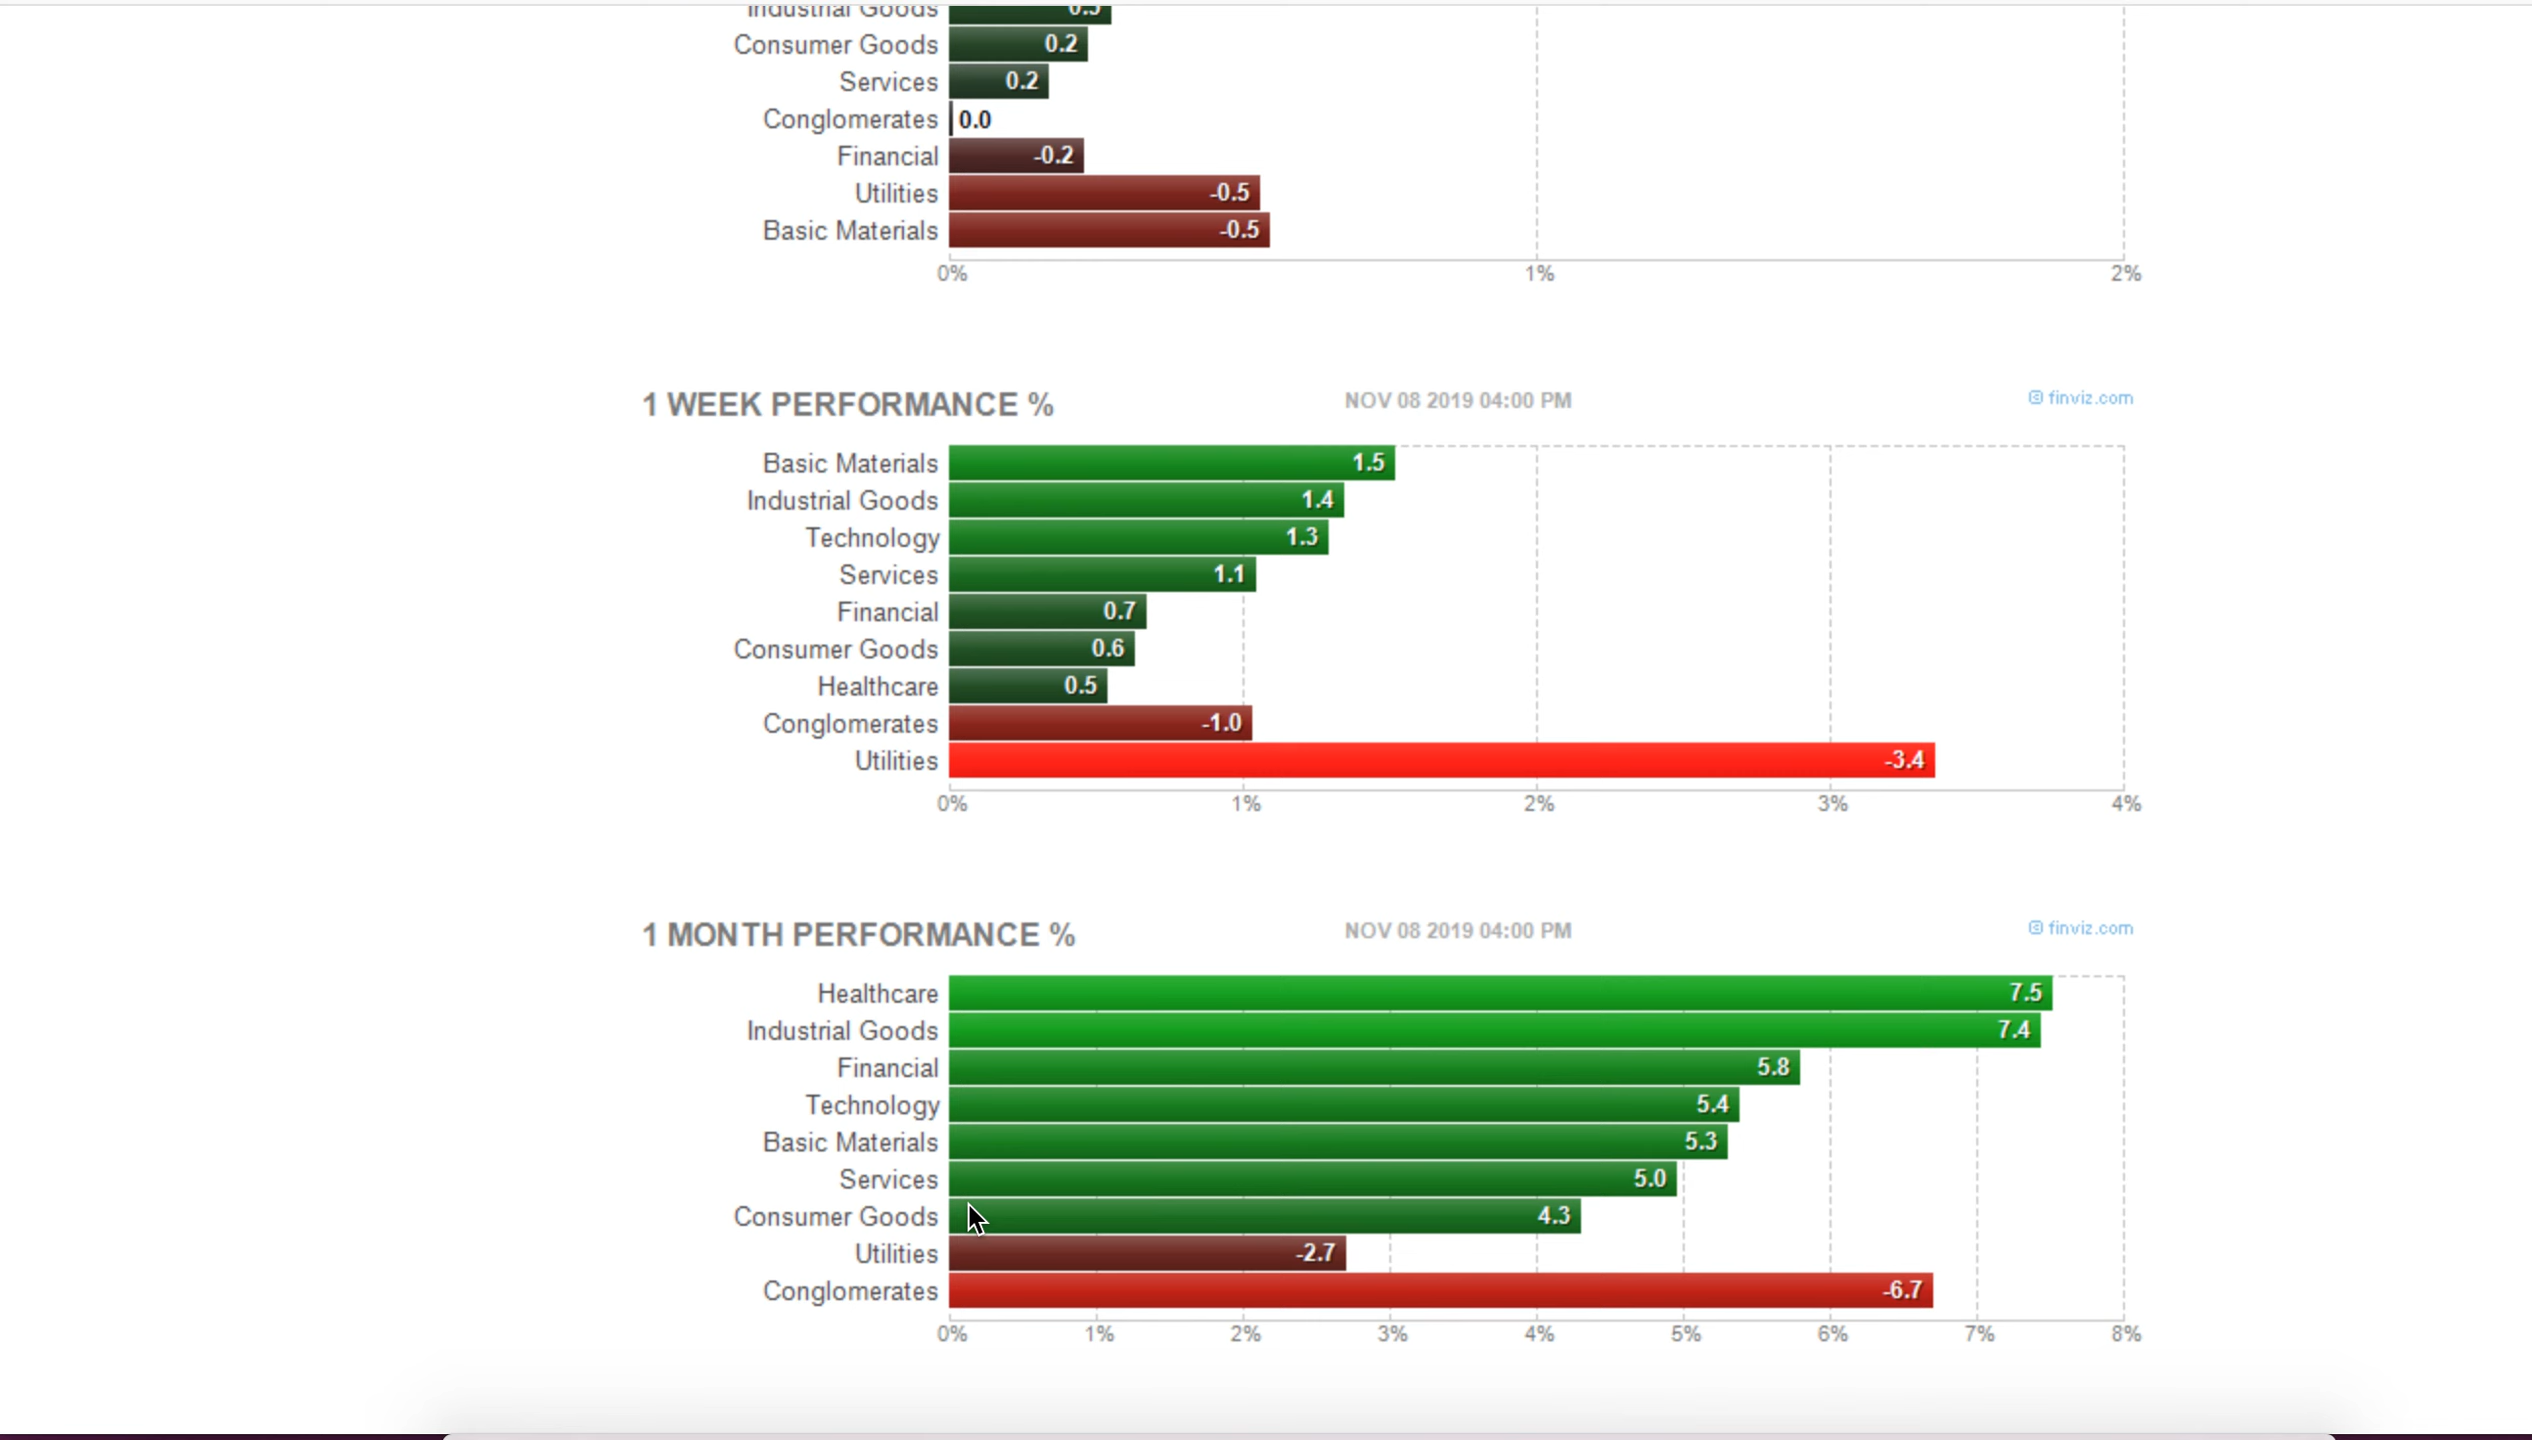 Industrial Goods
Consumer Goods 0.2
Services 0.2
Conglomerates 0.0
Financial -0.2
Utilities -0.5
Basic Materials -0.5
0% 1% 2%
1 WEEK PERFORMANCE % NOV 08 2019 04:00 PM © finviz.com
Basic Materials 1.5
Industrial Goods 1.4
Technology 1.3
Services 1.1
Financial 0.7
Consumer Goods 0.6
Healthcare 0.5
Conglomerates -1.0
Utilities -3.4
0% 1% 2% 3% 4%
1 MONTH PERFORMANCE % NOV 08 2019 04:00 PM © finviz.com
Healthcare 7.5
Industrial Goods 7.4
Financial 5.8
Technology 5.4
Basic Materials 5.3
Services 5.0
Consumer Goods 4.3
Utilities -2.7
Conglomerates -6.7
0% 1% 2% 3% 4% 5% 6% 7% 8%